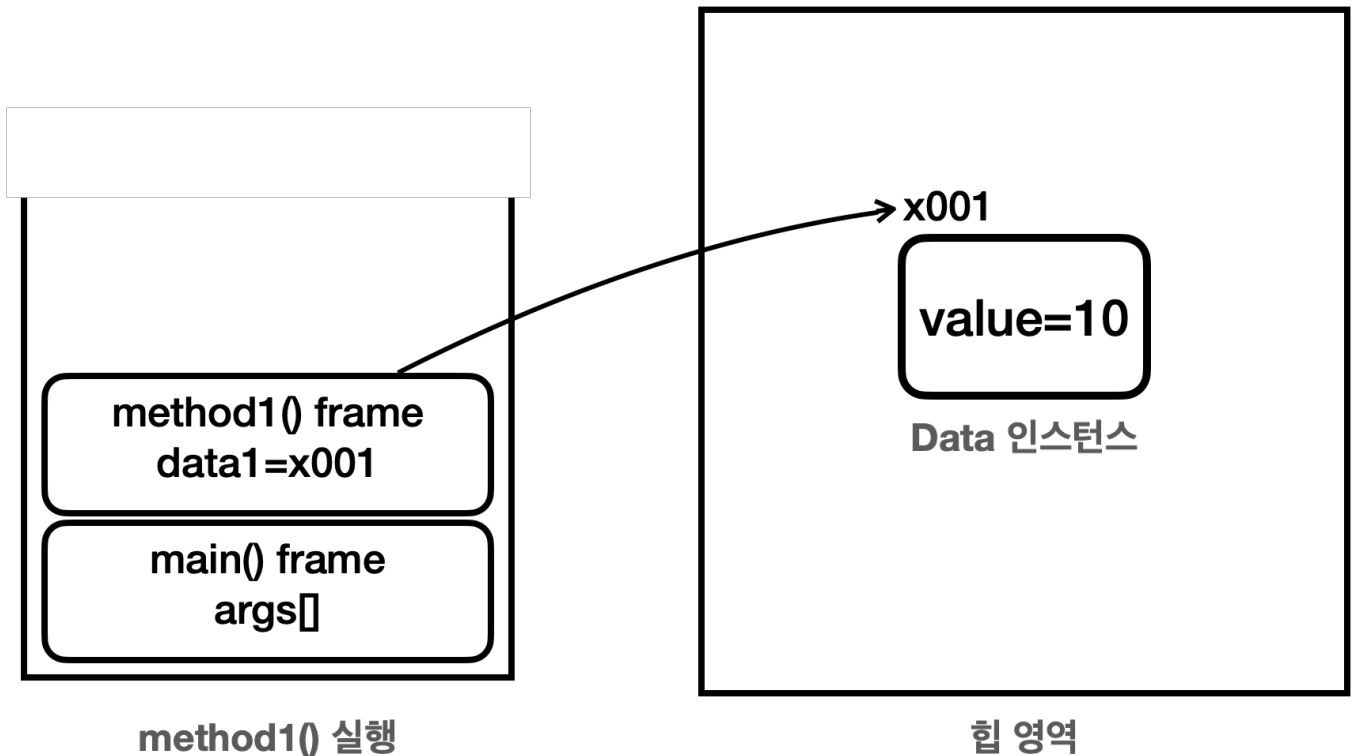 method1() frame
data1=x001
main() frame
args[]
method1() 실행
x001
value=10
Data 인스턴스
힙 영역